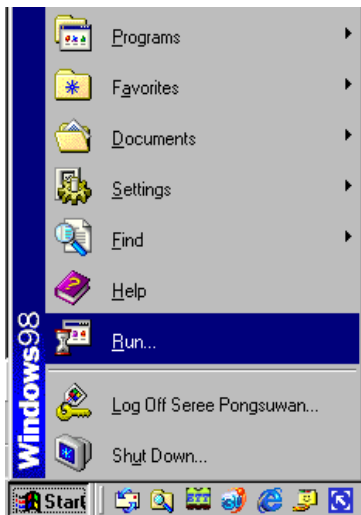 Programs
Favorites
Documents
Settings
Find
Help
Run...
Log Off Seree Pongsuwan...
Shut Down...
Windows98
Start